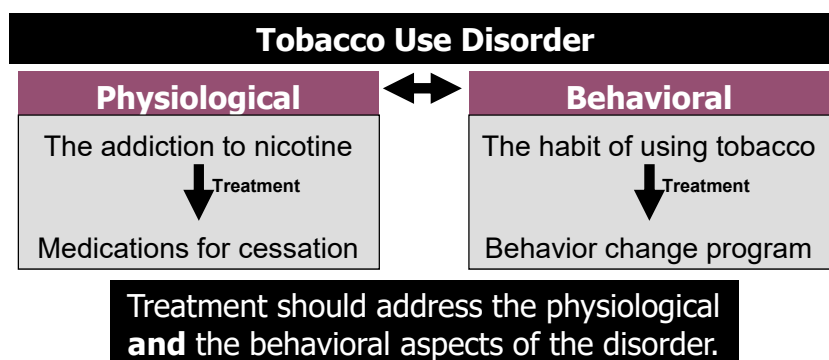 Tobacco Use Disorder
Physiological
The addiction to nicotine
Treatment
Medications for cessation
Behavioral
The habit of using tobacco
Treatment
Behavior change program
Treatment should address the physiological
and the behavioral aspects of the disorder.